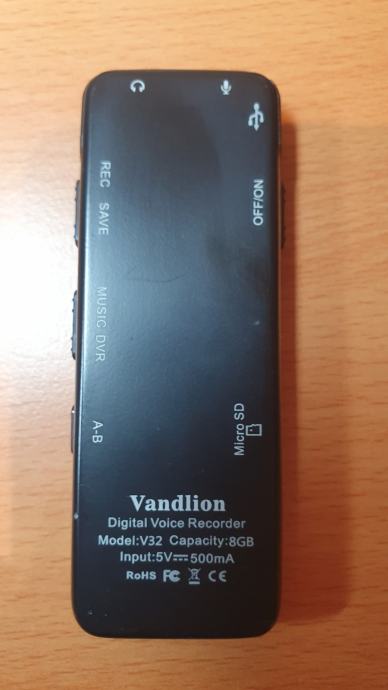 REC SAVE
MUSIC DVR
A-B
OFF/ON
Micro SD
Vandlion
Digital Voice Recorder
Model:V32 Capacity:8GB
Input:5V⎓500mA
RoHS FC CE